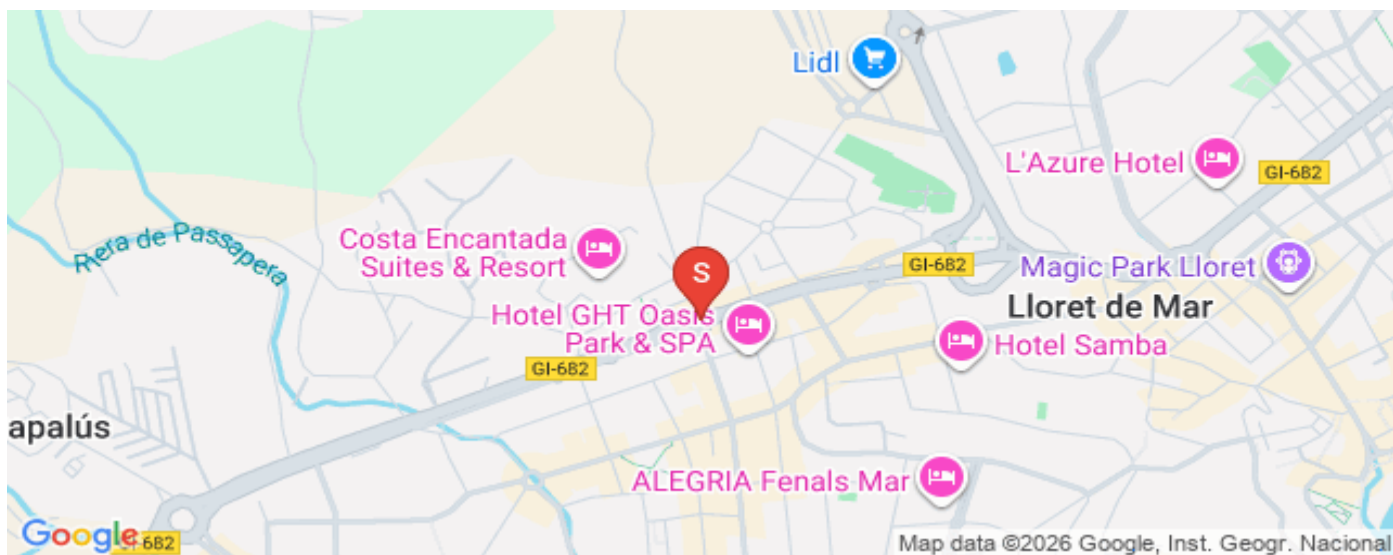 Lidl
L'Azure Hotel
GI-682
Riera de Passapera
Costa Encantada
Suites & Resort
S
GI-682
Magic Park Lloret
Lloret de Mar
Hotel GHT Oasis
Park & SPA
Hotel Samba
GI-682
apalús
ALEGRIA Fenals Mar
Google
GI-682
Map data ©2026 Google, Inst. Geogr. Nacional